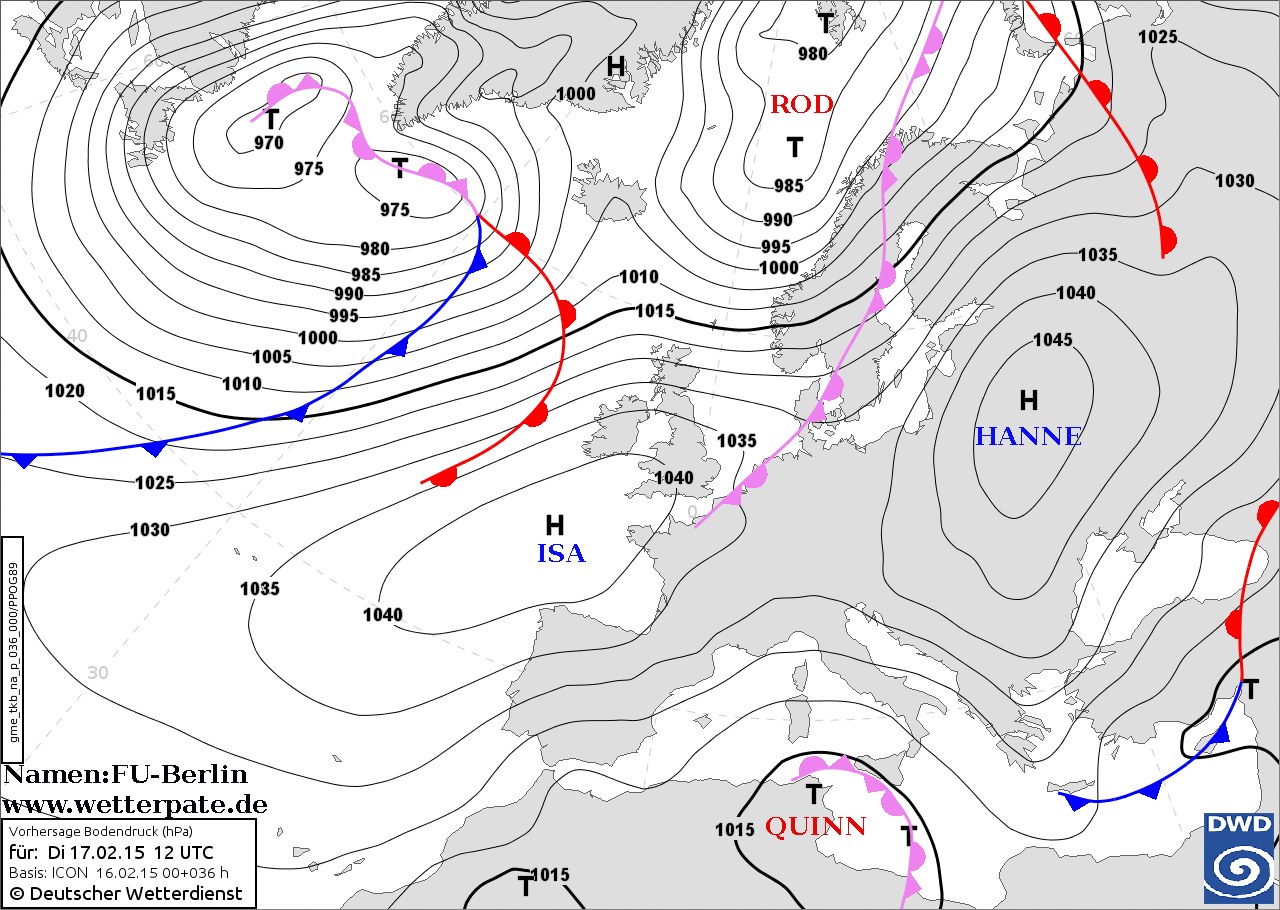 1025
T
980
60
H
1000
ROD
60
T
970
T
975
T
985
1030
975
990
980
995
1000
1035
985
1010
990
1040
995
1015
1000
40
1045
1005
1010
1020
1015
H
HANNE
1035
1025
1040
0
1030
H
ISA
1035
1040
30
T
gme_tkb_na_p_036_000/PPOG89
Namen:FU-Berlin
www.wetterpate.de
Vorhersage Bodendruck (hPa)
für: Di 17.02.15 12 UTC
Basis: ICON 16.02.15 00+036 h
© Deutscher Wetterdienst
T
1015
QUINN
T
T
1015
DWD